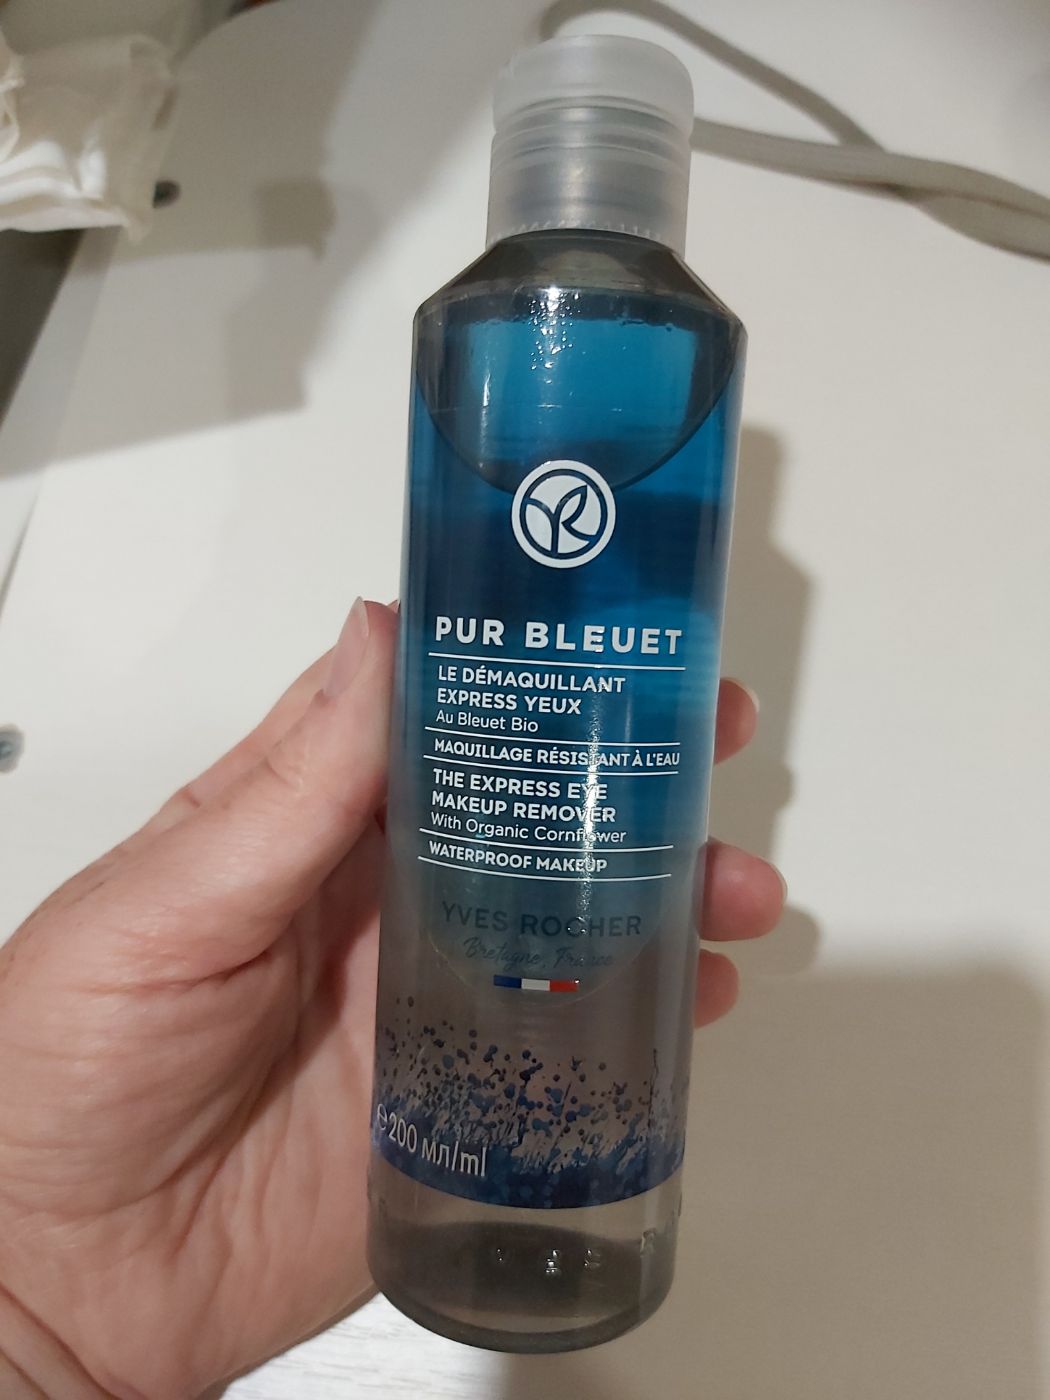 PUR BLEUET
LE DÉMAQUILLANT
EXPRESS YEUX
Au Bleuet Bio
MAQUILLAGE RÉSISTANT À L'EAU
THE EXPRESS EYE
MAKEUP REMOVER
With Organic Cornflower
WATERPROOF MAKEUP
YVES ROCHER
Bretagne, France
℮ 200 мл/ml